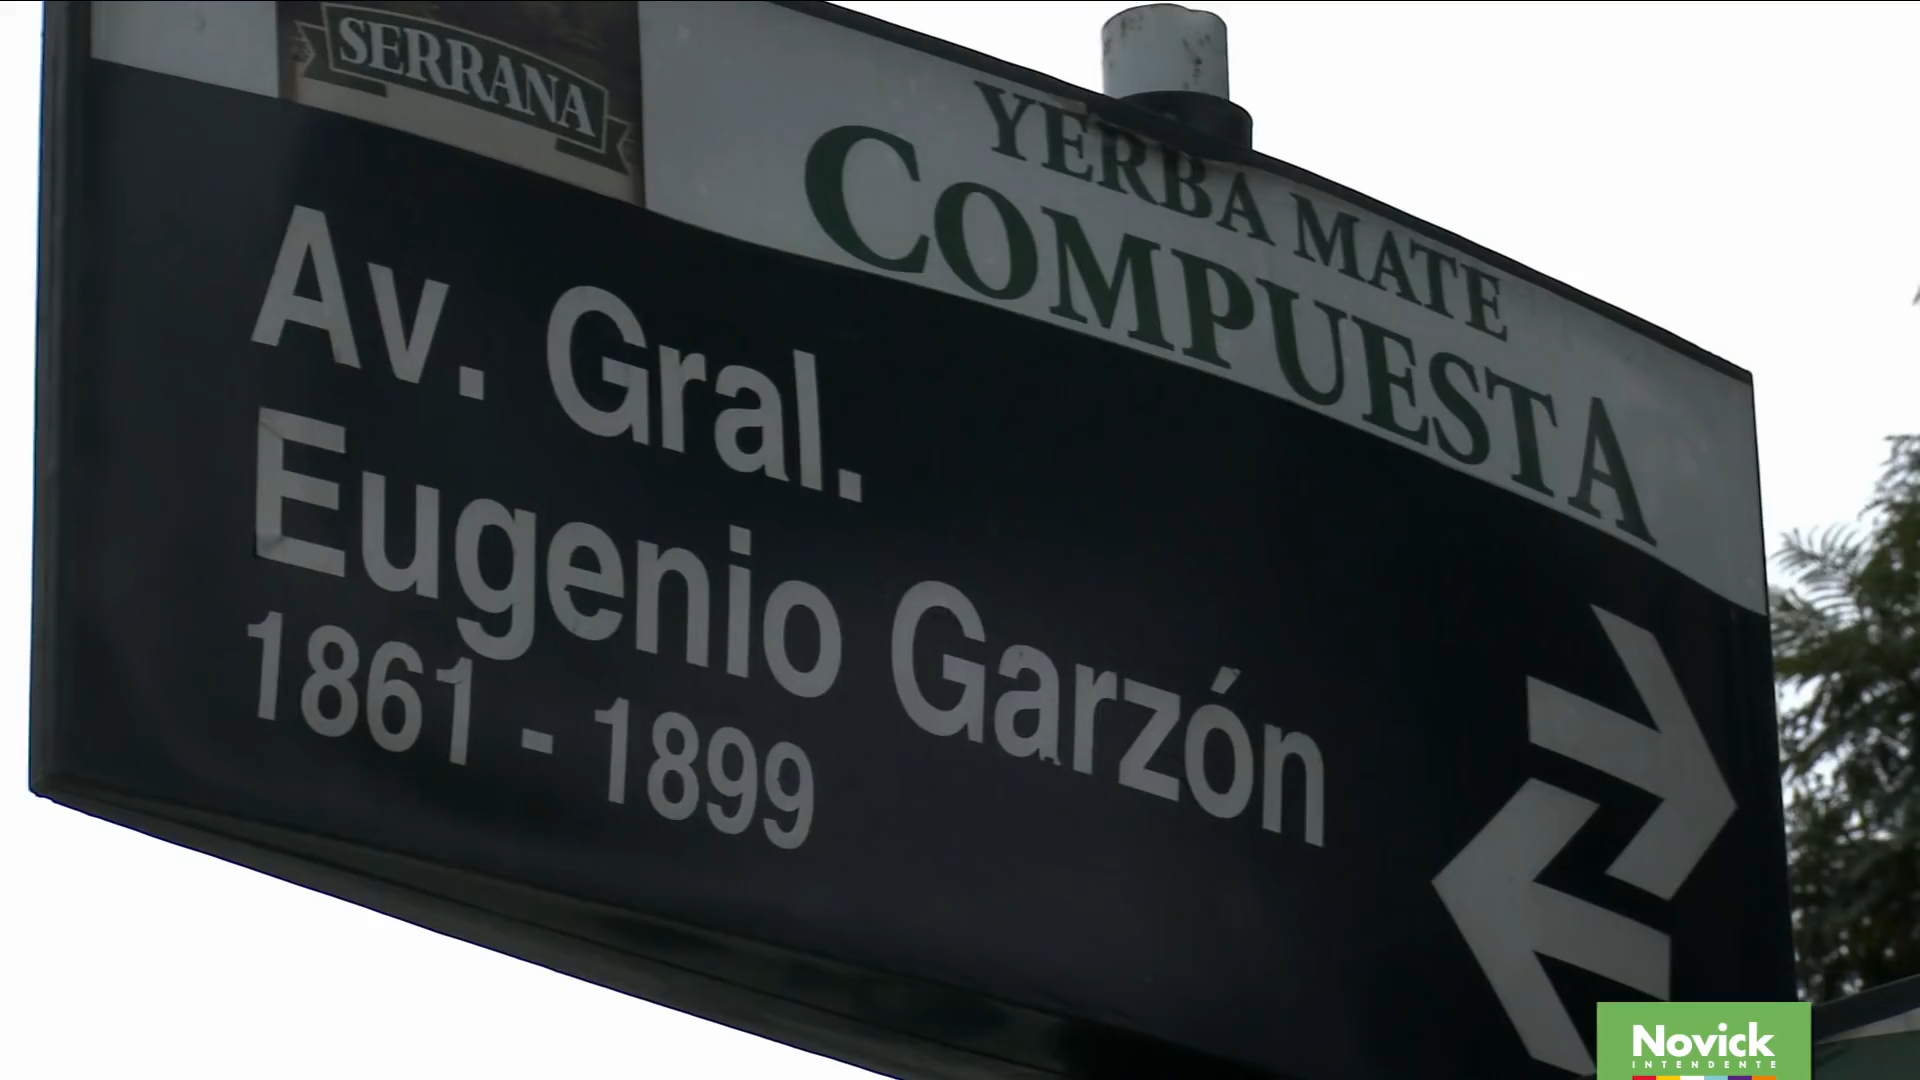 SERRANA
YERBA MATE
COMPUESTA
Av. Gral.
Eugenio Garzón
1861 - 1899
Novick
INTENDENTE